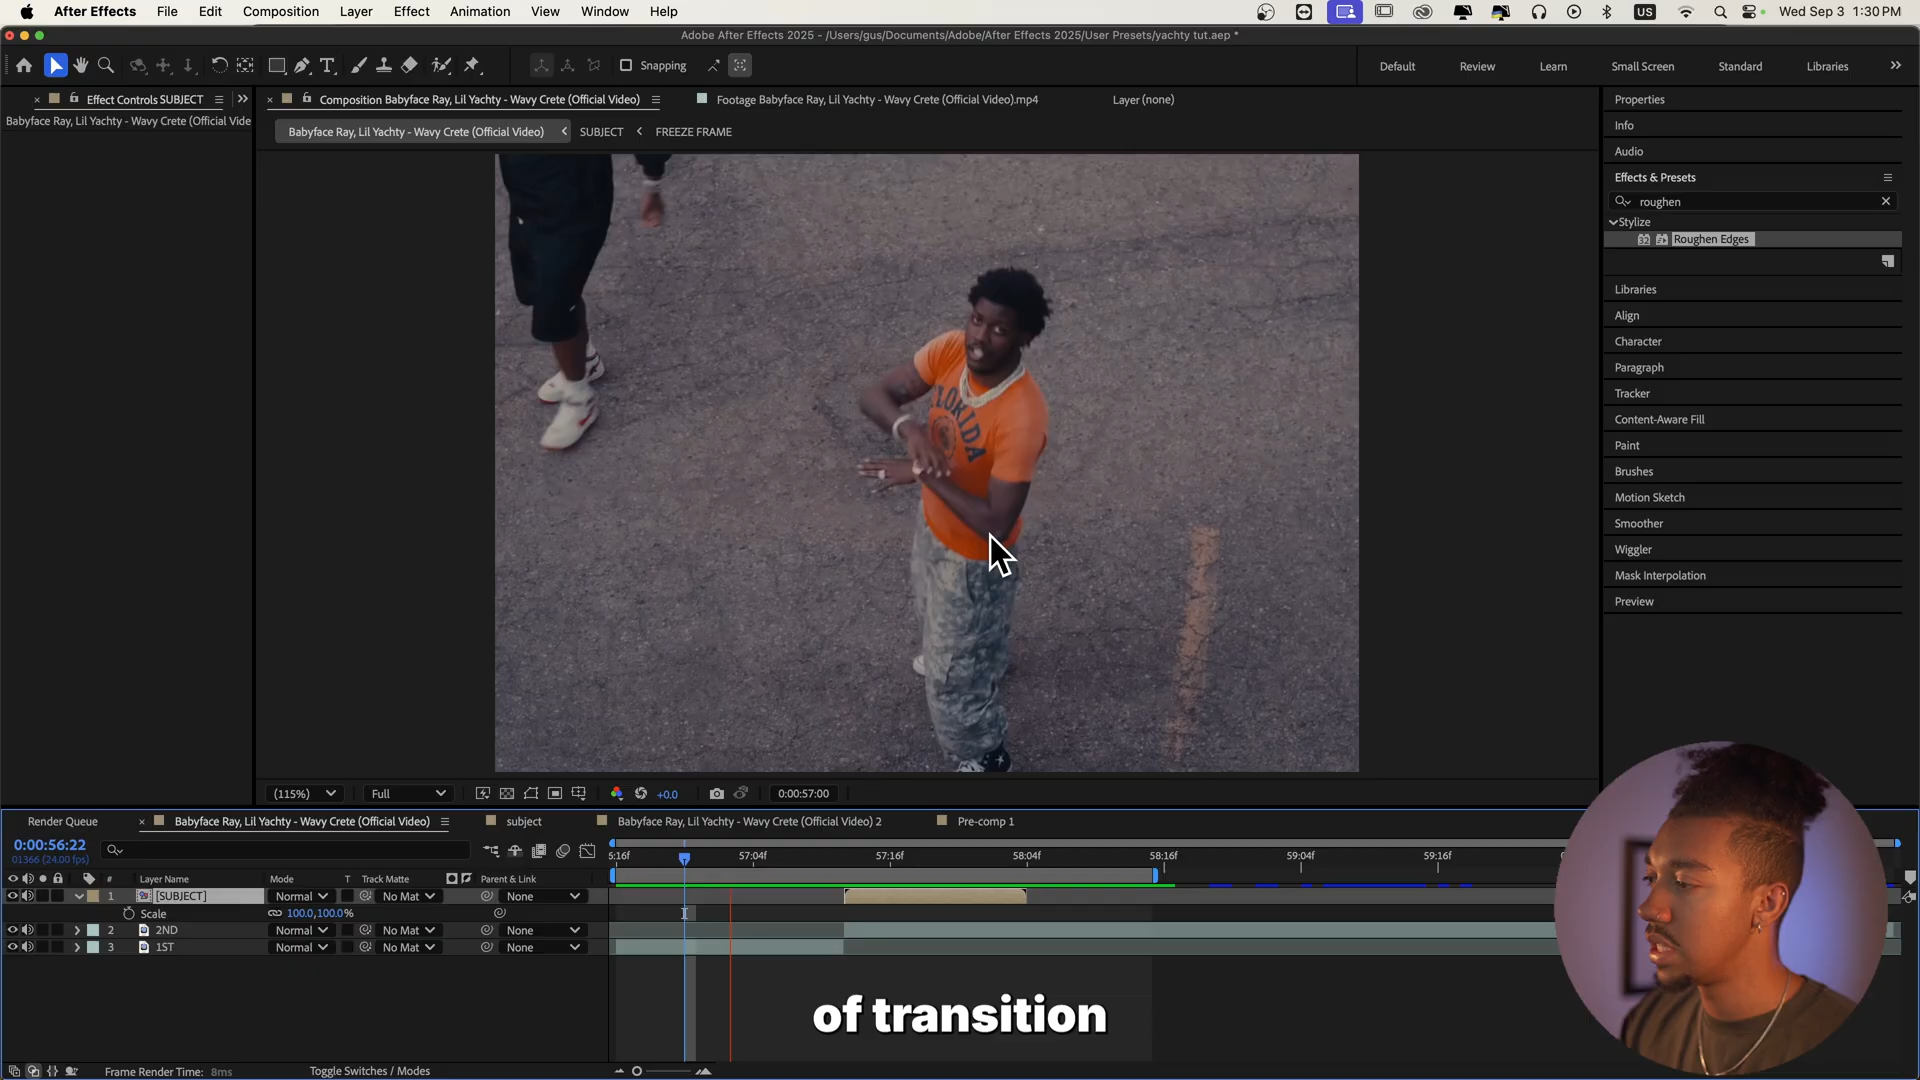 After Effects File Edit Composition Layer Effect Animation View Window Help US Wed Sep 3 1:30 PM
Adobe After Effects 2025 - /Users/gus/Documents/Adobe/After Effects 2025/User Presets/yachty tut.aep *
Snapping Default Review Learn Small Screen Standard Libraries
Effect Controls SUBJECT Composition Babyface Ray, Lil Yachty - Wavy Crete (Official Video) Footage Babyface Ray, Lil Yachty - Wavy Crete (Official Video).mp4 Layer (none) Properties
Babyface Ray, Lil Yachty - Wavy Crete (Official Vide
Babyface Ray, Lil Yachty - Wavy Crete (Official Video) SUBJECT FREEZE FRAME
Info
Audio
Effects & Presets
roughen
Stylize
32 Roughen Edges
Libraries
Align
Character
Paragraph
Tracker
Content-Aware Fill
Paint
Brushes
Motion Sketch
Smoother
Wiggler
Mask Interpolation
Preview
FLORIDA
(115%) Full +0.0 0:00:57:00
Render Queue Babyface Ray, Lil Yachty - Wavy Crete (Official Video) subject Babyface Ray, Lil Yachty - Wavy Crete (Official Video) 2 Pre-comp 1
0:00:56:22
01366 (24.00 fps)
5:16f 57:04f 57:16f 58:04f 58:16f 59:04f 59:16f
# Layer Name Mode T Track Matte Parent & Link
1 [SUBJECT] Normal No Mat None
Scale 100.0,100.0%
2 2ND Normal No Mat None
3 1ST Normal No Mat None
of transition
Frame Render Time: 8ms Toggle Switches / Modes